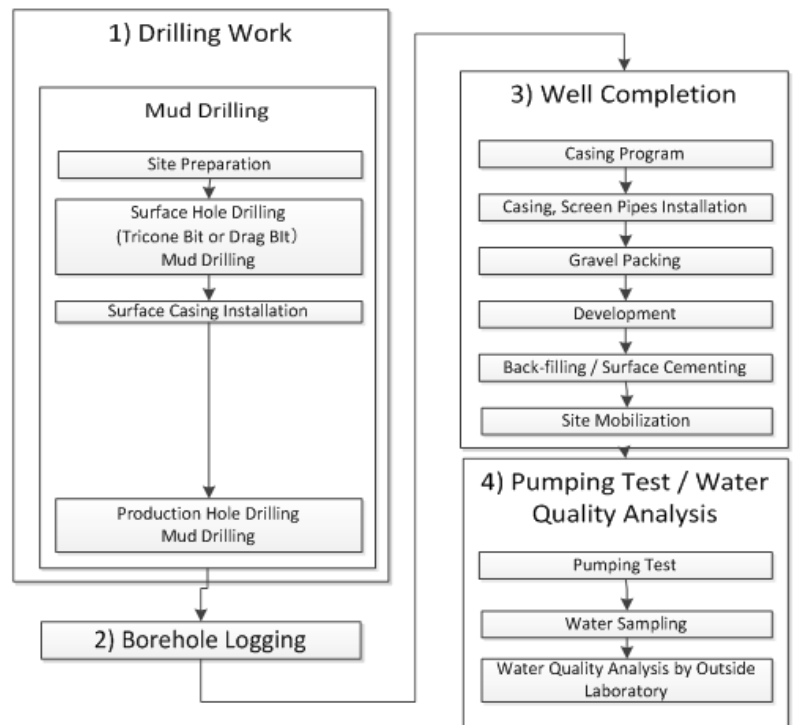 1) Drilling Work
Mud Drilling
Site Preparation
Surface Hole Drilling
(Tricone Bit or Drag BIt)
Mud Drilling
Surface Casing Installation
Production Hole Drilling
Mud Drilling
2) Borehole Logging
3) Well Completion
Casing Program
Casing, Screen Pipes Installation
Gravel Packing
Development
Back-filling / Surface Cementing
Site Mobilization
4) Pumping Test / Water
Quality Analysis
Pumping Test
Water Sampling
Water Quality Analysis by Outside
Laboratory